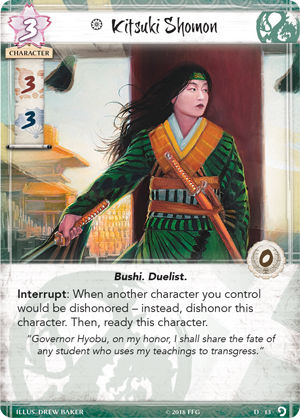 3
Kitsuki Shomon
CHARACTER
3
3
0
Bushi. Duelist.
Interrupt: When another character you control
would be dishonored – instead, dishonor this
character. Then, ready this character.
“Governor Hyobu, on my honor, I shall share the fate of
any student who uses my teachings to transgress.”
ILLUS. DREW BAKER
© 2018 FFG
D 13